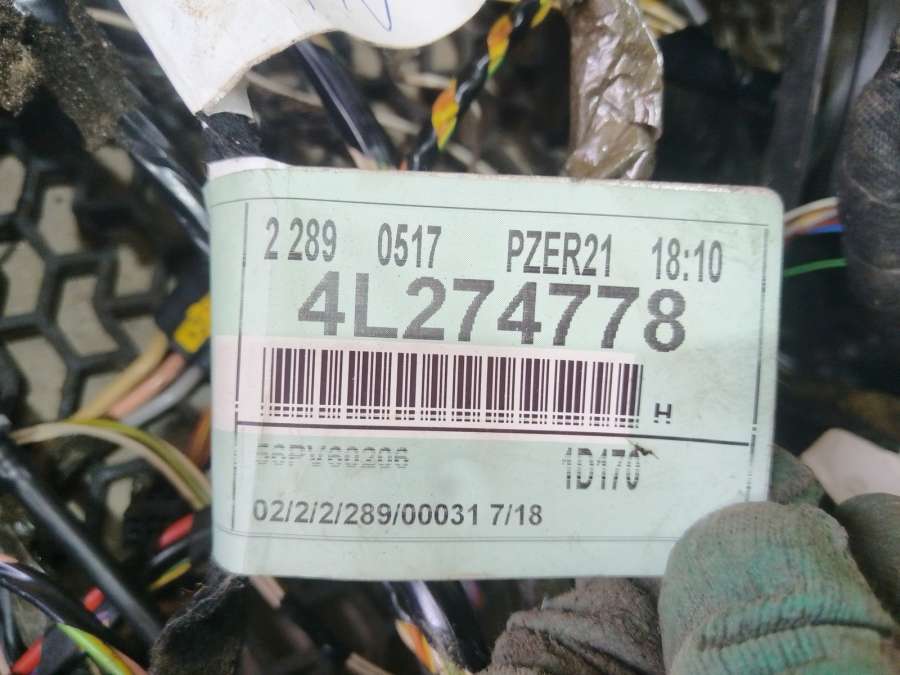 2 289 0517 PZER21 18:10
4L274778
H
56PV60206 1D170
02/2/2/289/00031 7/18